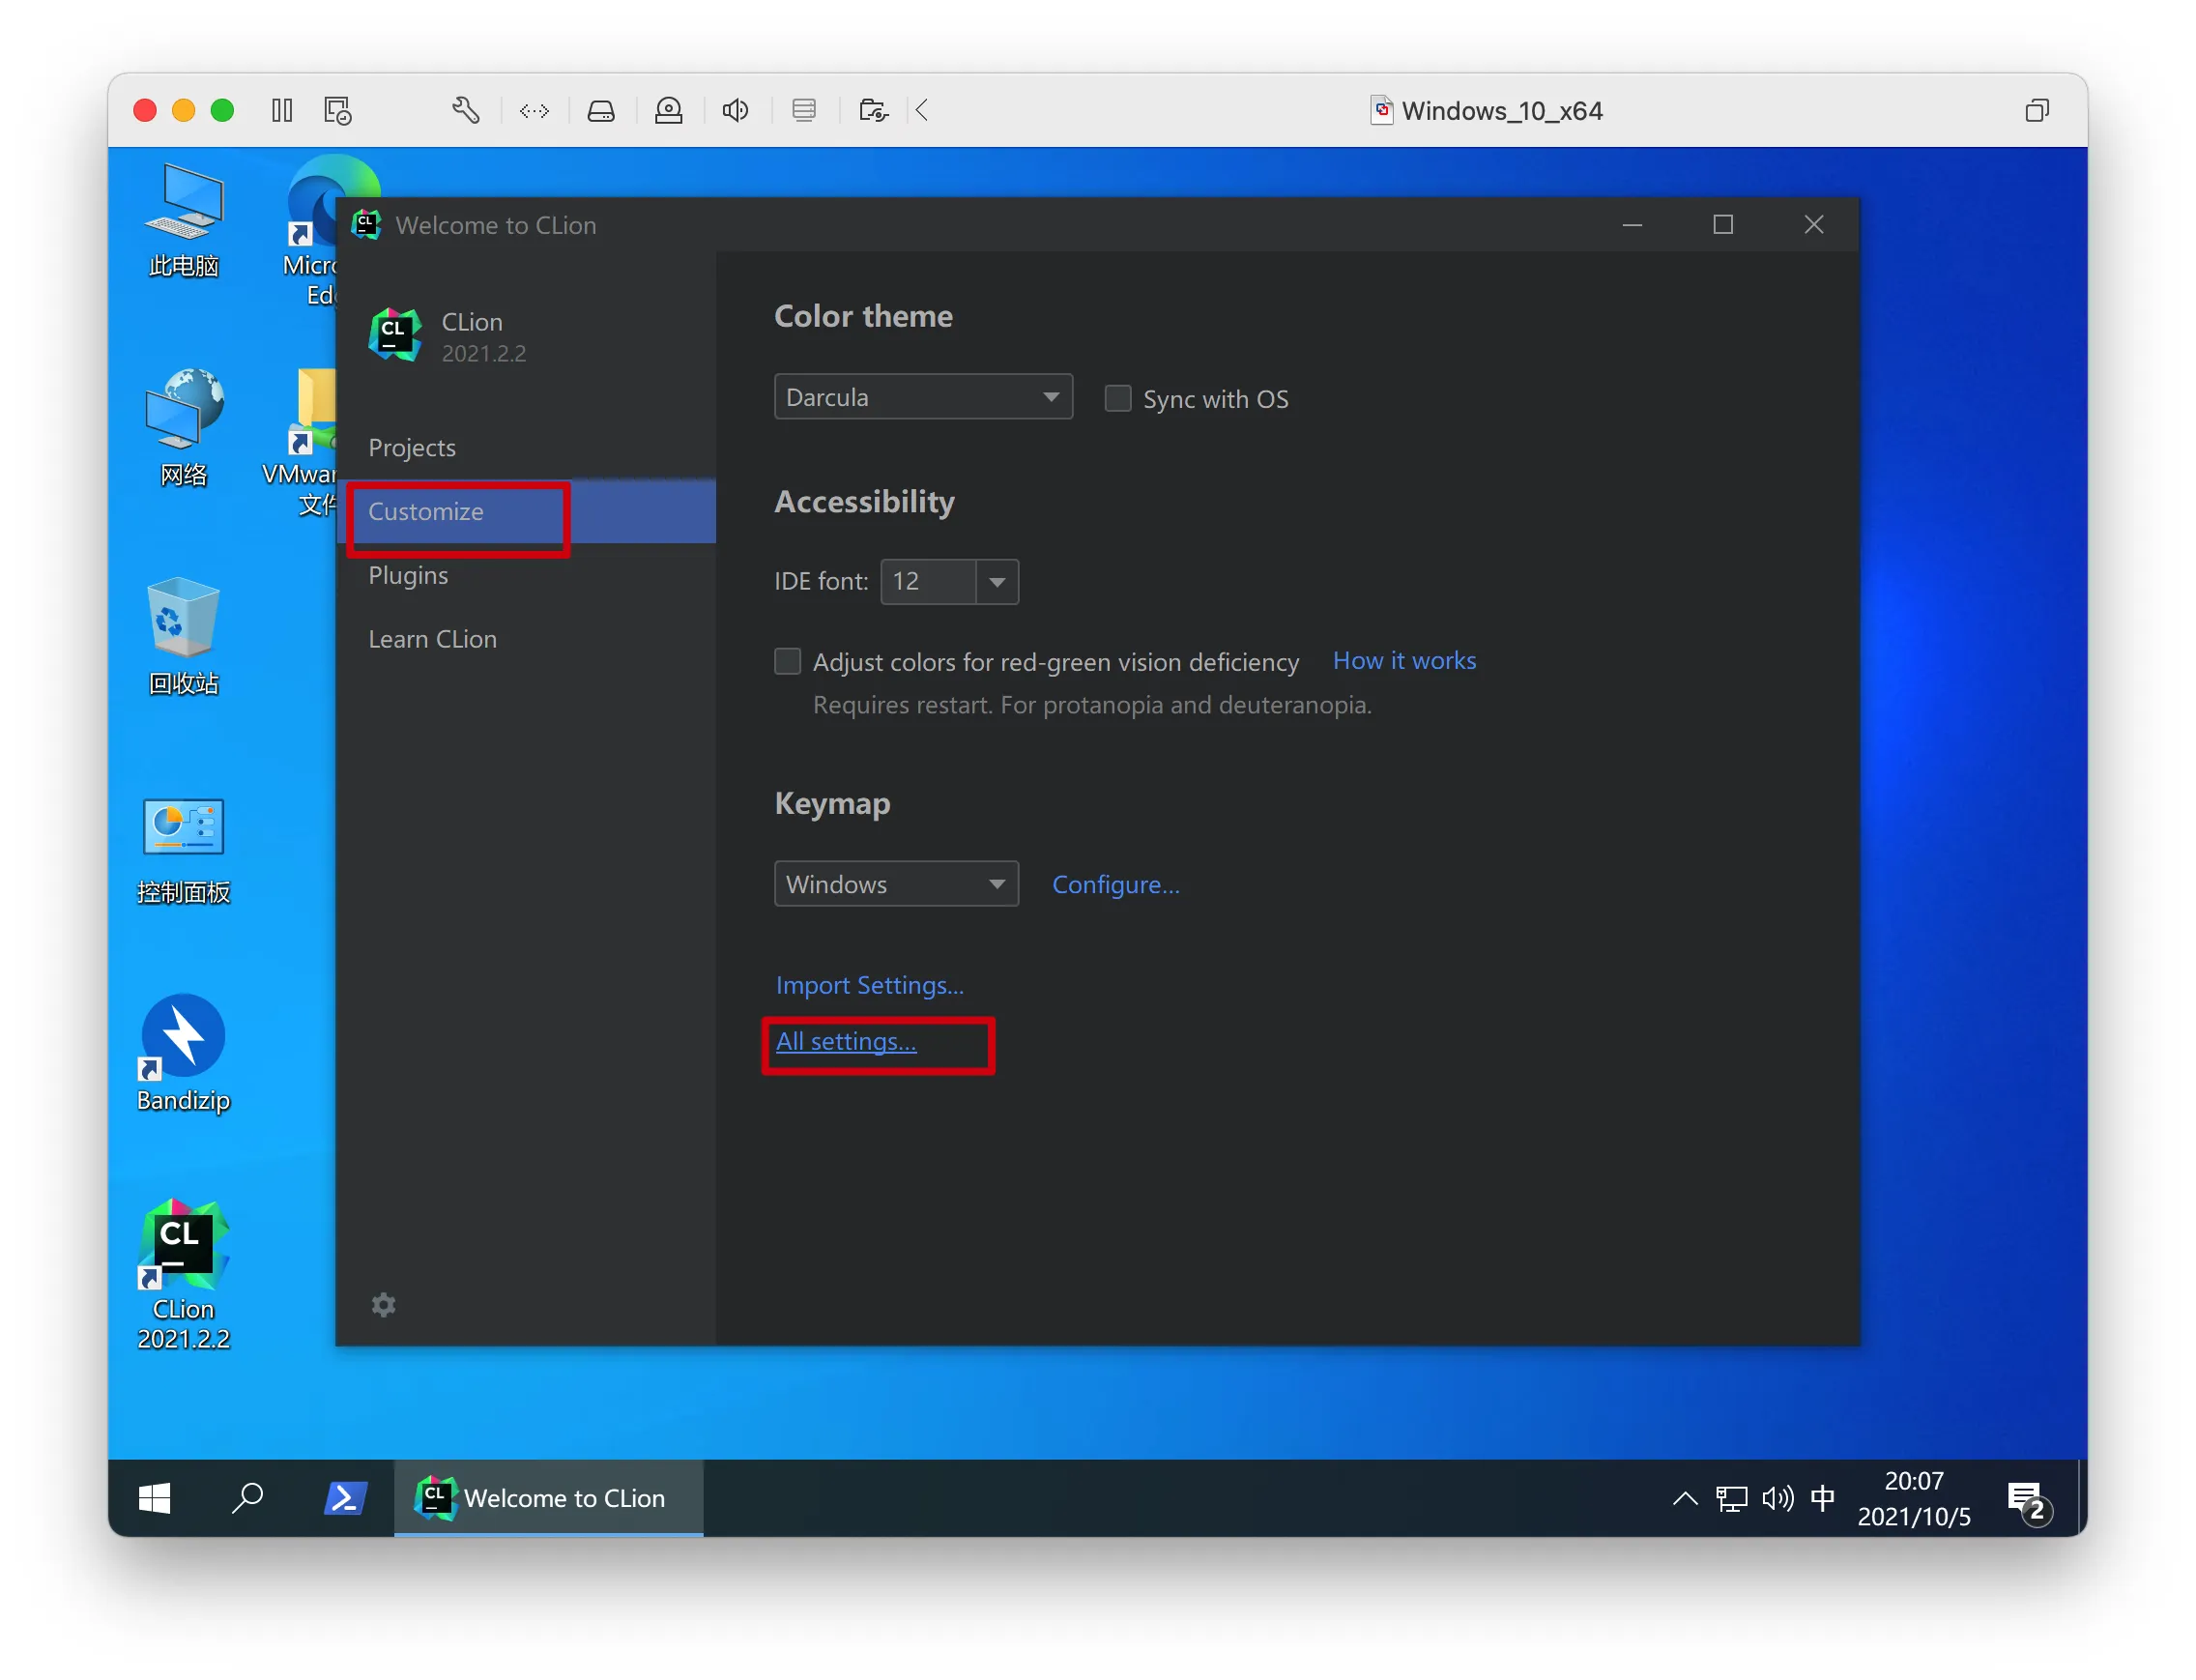 Windows_10_x64
此电脑
Micro
Ed
网络
VMwar
文件
回收站
控制面板
Bandizip
CL
CLion
2021.2.2
CL
Welcome to CLion
CL
CLion
2021.2.2
Projects
Customize
Plugins
Learn CLion
Color theme
Darcula
Sync with OS
Accessibility
IDE font: 12
Adjust colors for red-green vision deficiency How it works
Requires restart. For protanopia and deuteranopia.
Keymap
Windows Configure...
Import Settings...
All settings...
CL
Welcome to CLion
中
20:07
2021/10/5
2